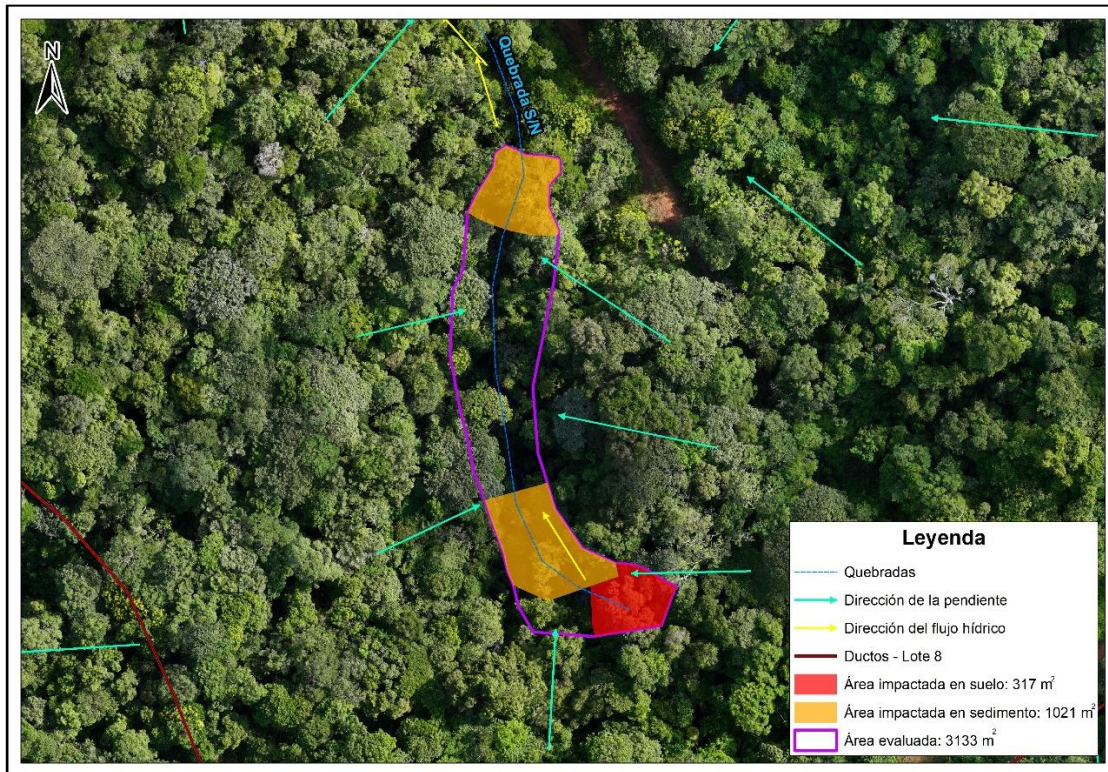 N
Quebrada S/N
Leyenda
Quebradas
Dirección de la pendiente
Dirección del flujo hídrico
Ductos - Lote 8
Área impactada en suelo: 317 m²
Área impactada en sedimento: 1021 m²
Área evaluada: 3133 m²